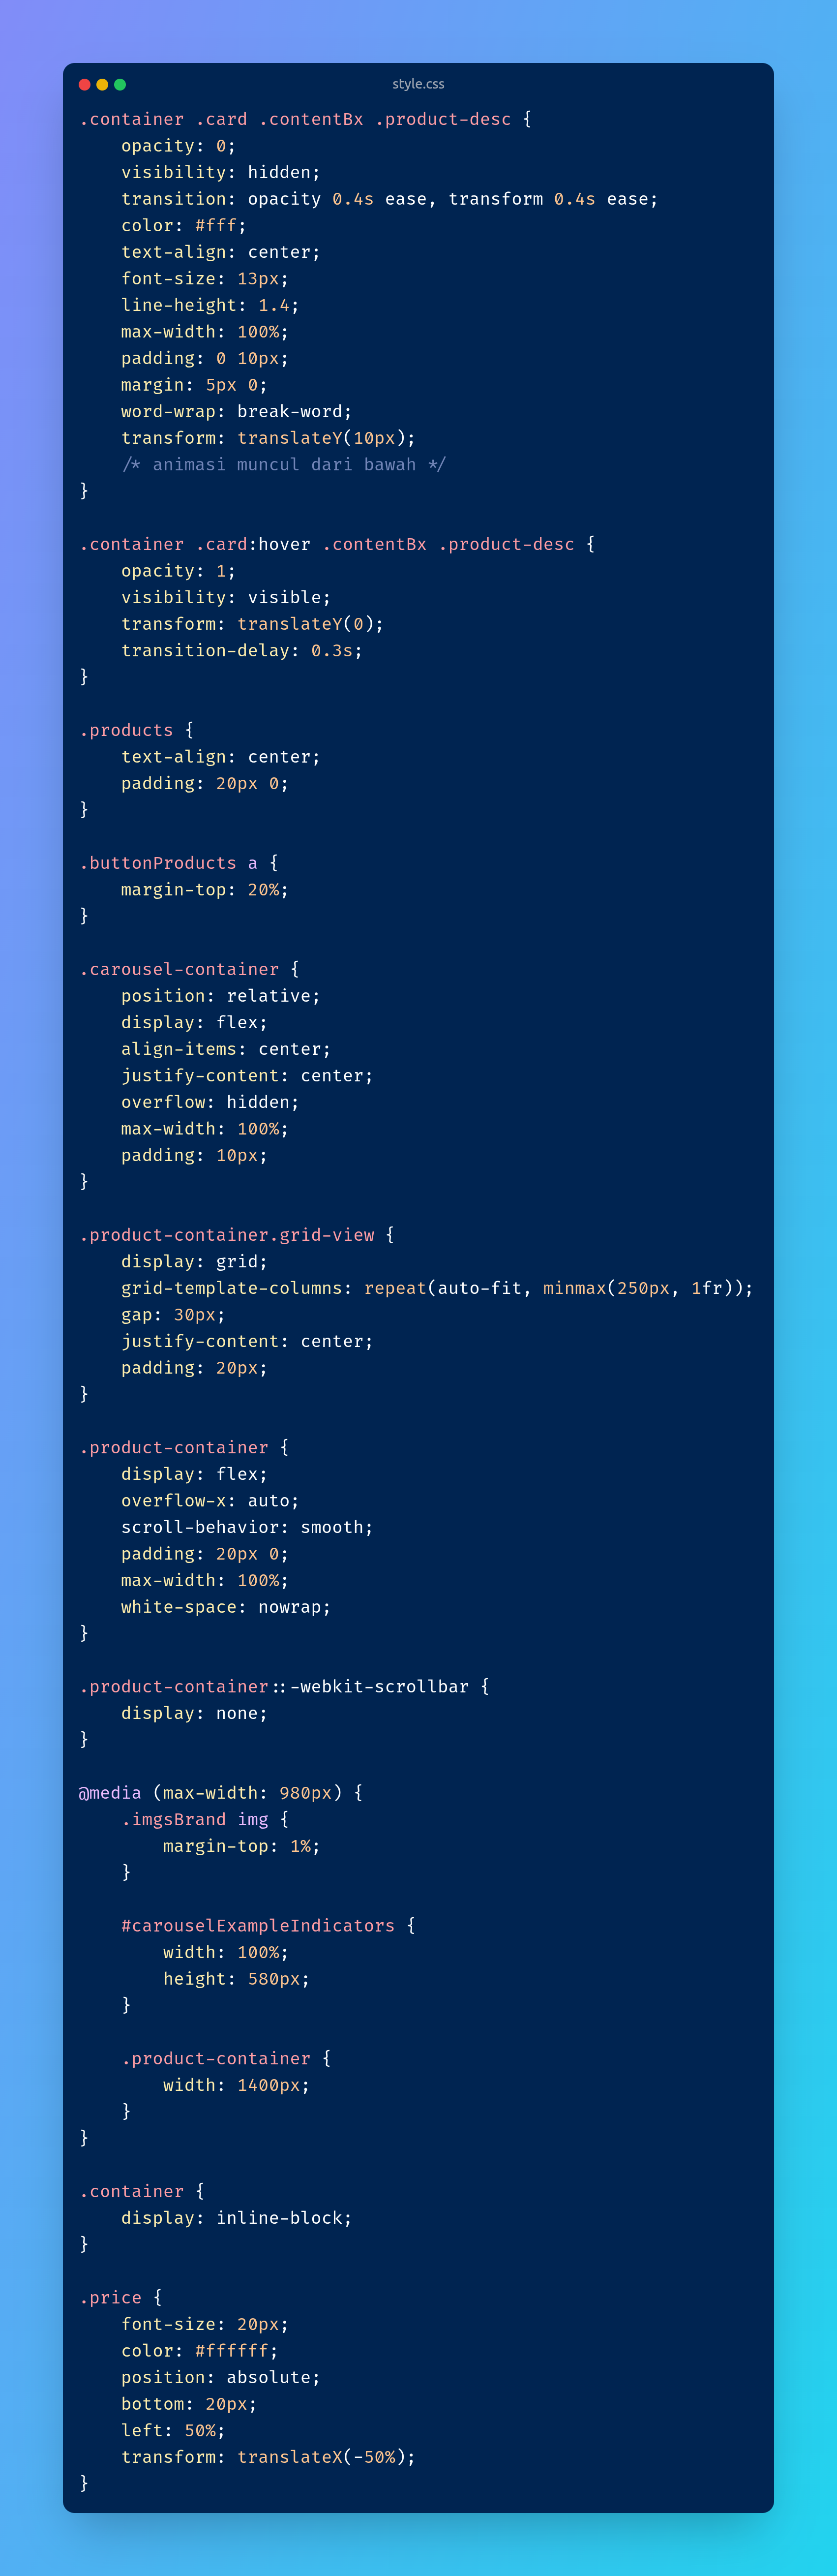 style.css
.container .card .contentBx .product-desc {
    opacity: 0;
    visibility: hidden;
    transition: opacity 0.4s ease, transform 0.4s ease;
    color: #fff;
    text-align: center;
    font-size: 13px;
    line-height: 1.4;
    max-width: 100%;
    padding: 0 10px;
    margin: 5px 0;
    word-wrap: break-word;
    transform: translateY(10px);
    /* animasi muncul dari bawah */
}

.container .card:hover .contentBx .product-desc {
    opacity: 1;
    visibility: visible;
    transform: translateY(0);
    transition-delay: 0.3s;
}

.products {
    text-align: center;
    padding: 20px 0;
}

.buttonProducts a {
    margin-top: 20%;
}

.carousel-container {
    position: relative;
    display: flex;
    align-items: center;
    justify-content: center;
    overflow: hidden;
    max-width: 100%;
    padding: 10px;
}

.product-container.grid-view {
    display: grid;
    grid-template-columns: repeat(auto-fit, minmax(250px, 1fr));
    gap: 30px;
    justify-content: center;
    padding: 20px;
}

.product-container {
    display: flex;
    overflow-x: auto;
    scroll-behavior: smooth;
    padding: 20px 0;
    max-width: 100%;
    white-space: nowrap;
}

.product-container::-webkit-scrollbar {
    display: none;
}

@media (max-width: 980px) {
    .imgsBrand img {
        margin-top: 1%;
    }

    #carouselExampleIndicators {
        width: 100%;
        height: 580px;
    }

    .product-container {
        width: 1400px;
    }
}

.container {
    display: inline-block;
}

.price {
    font-size: 20px;
    color: #ffffff;
    position: absolute;
    bottom: 20px;
    left: 50%;
    transform: translateX(-50%);
}